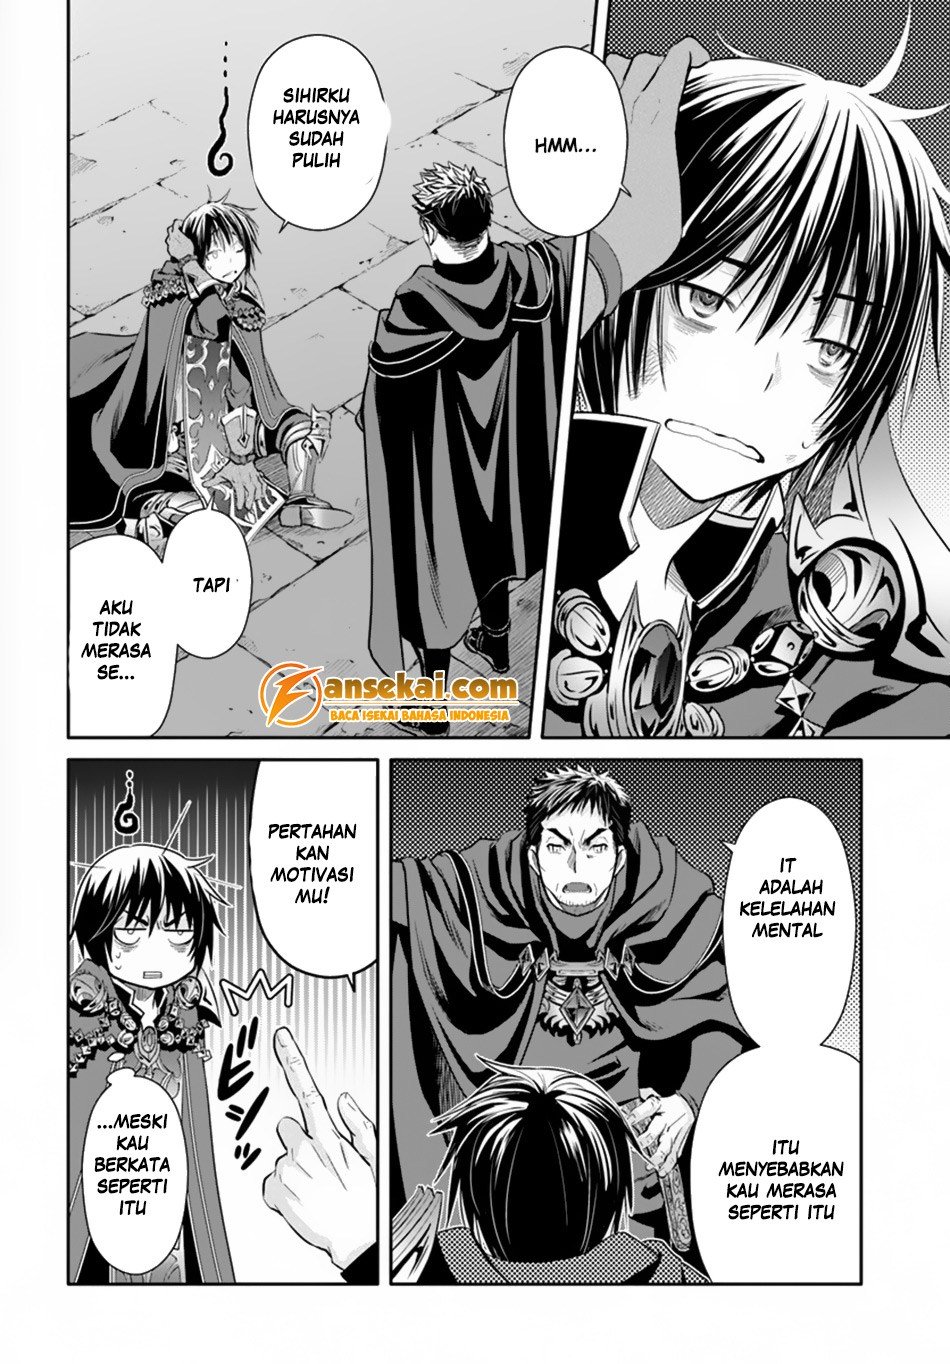 HMM...
SIHIRKU
HARUSNYA
SUDAH
PULIH
TAPI
AKU
TIDAK
MERASA
SE...
ansekai.com
BACA ISEKAI BAHASA INDONESIA
IT
ADALAH
KELELAHAN
MENTAL
ITU
MENYEBABKAN
KAU MERASA
SEPERTI ITU
PERTAHAN
KAN
MOTIVASI
MU!
...MESKI
KAU
BERKATA
SEPERTI
ITU